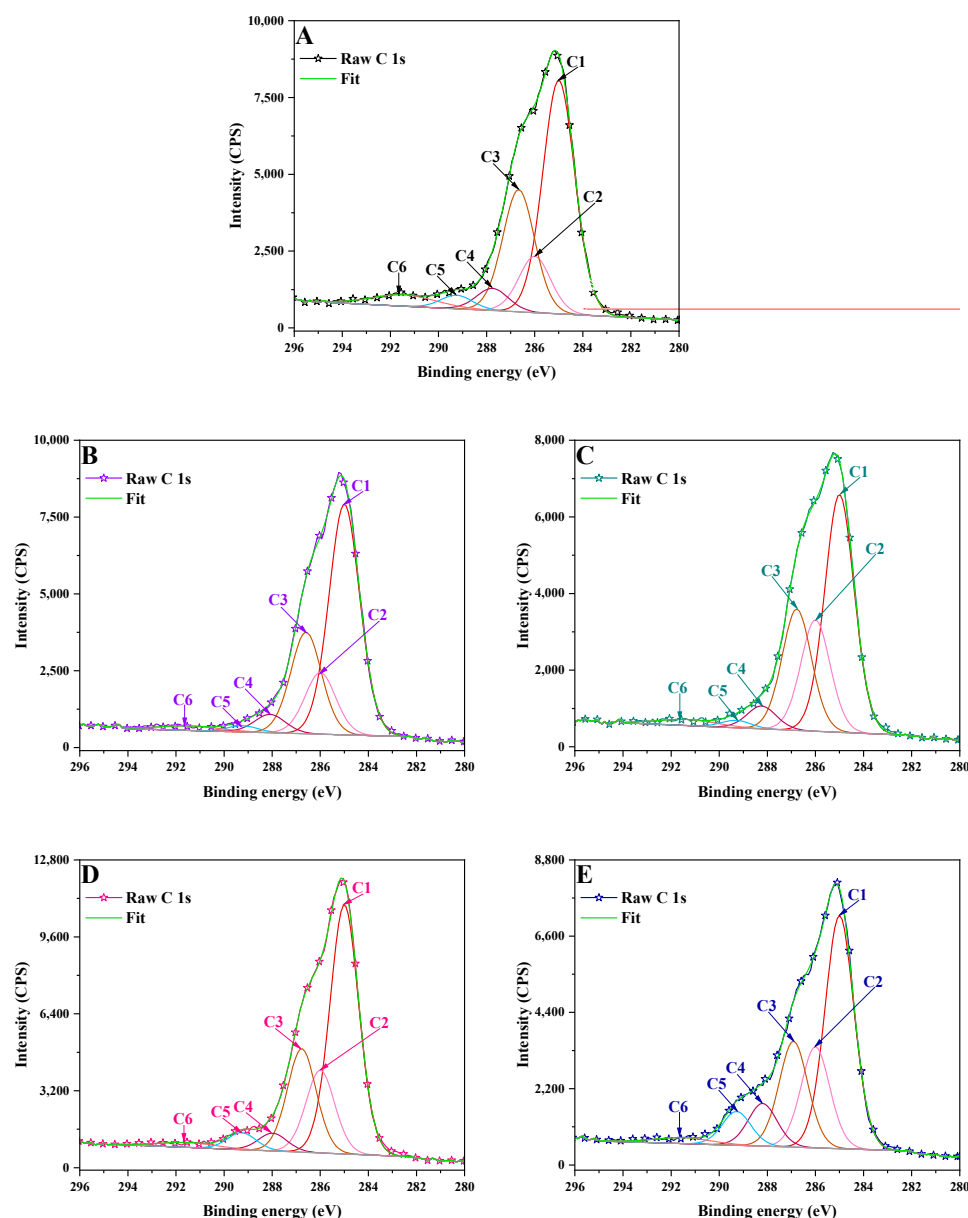 A
Raw C 1s
Fit
C1
C2
C3
C4
C5
C6
10,000
7,500
5,000
2,500
0
Intensity (CPS)
296 294 292 290 288 286 284 282 280
Binding energy (eV)
B
Raw C 1s
Fit
C1
C2
C3
C4
C5
C6
10,000
7,500
5,000
2,500
0
Intensity (CPS)
296 294 292 290 288 286 284 282 280
Binding energy (eV)
C
Raw C 1s
Fit
C1
C2
C3
C4
C5
C6
8,000
6,000
4,000
2,000
0
Intensity (CPS)
296 294 292 290 288 286 284 282 280
Binding energy (eV)
D
Raw C 1s
Fit
C1
C2
C3
C4
C5
C6
12,800
9,600
6,400
3,200
0
Intensity (CPS)
296 294 292 290 288 286 284 282 280
Binding energy (eV)
E
Raw C 1s
Fit
C1
C2
C3
C4
C5
C6
8,800
6,600
4,400
2,200
0
Intensity (CPS)
296 294 292 290 288 286 284 282 280
Binding energy (eV)